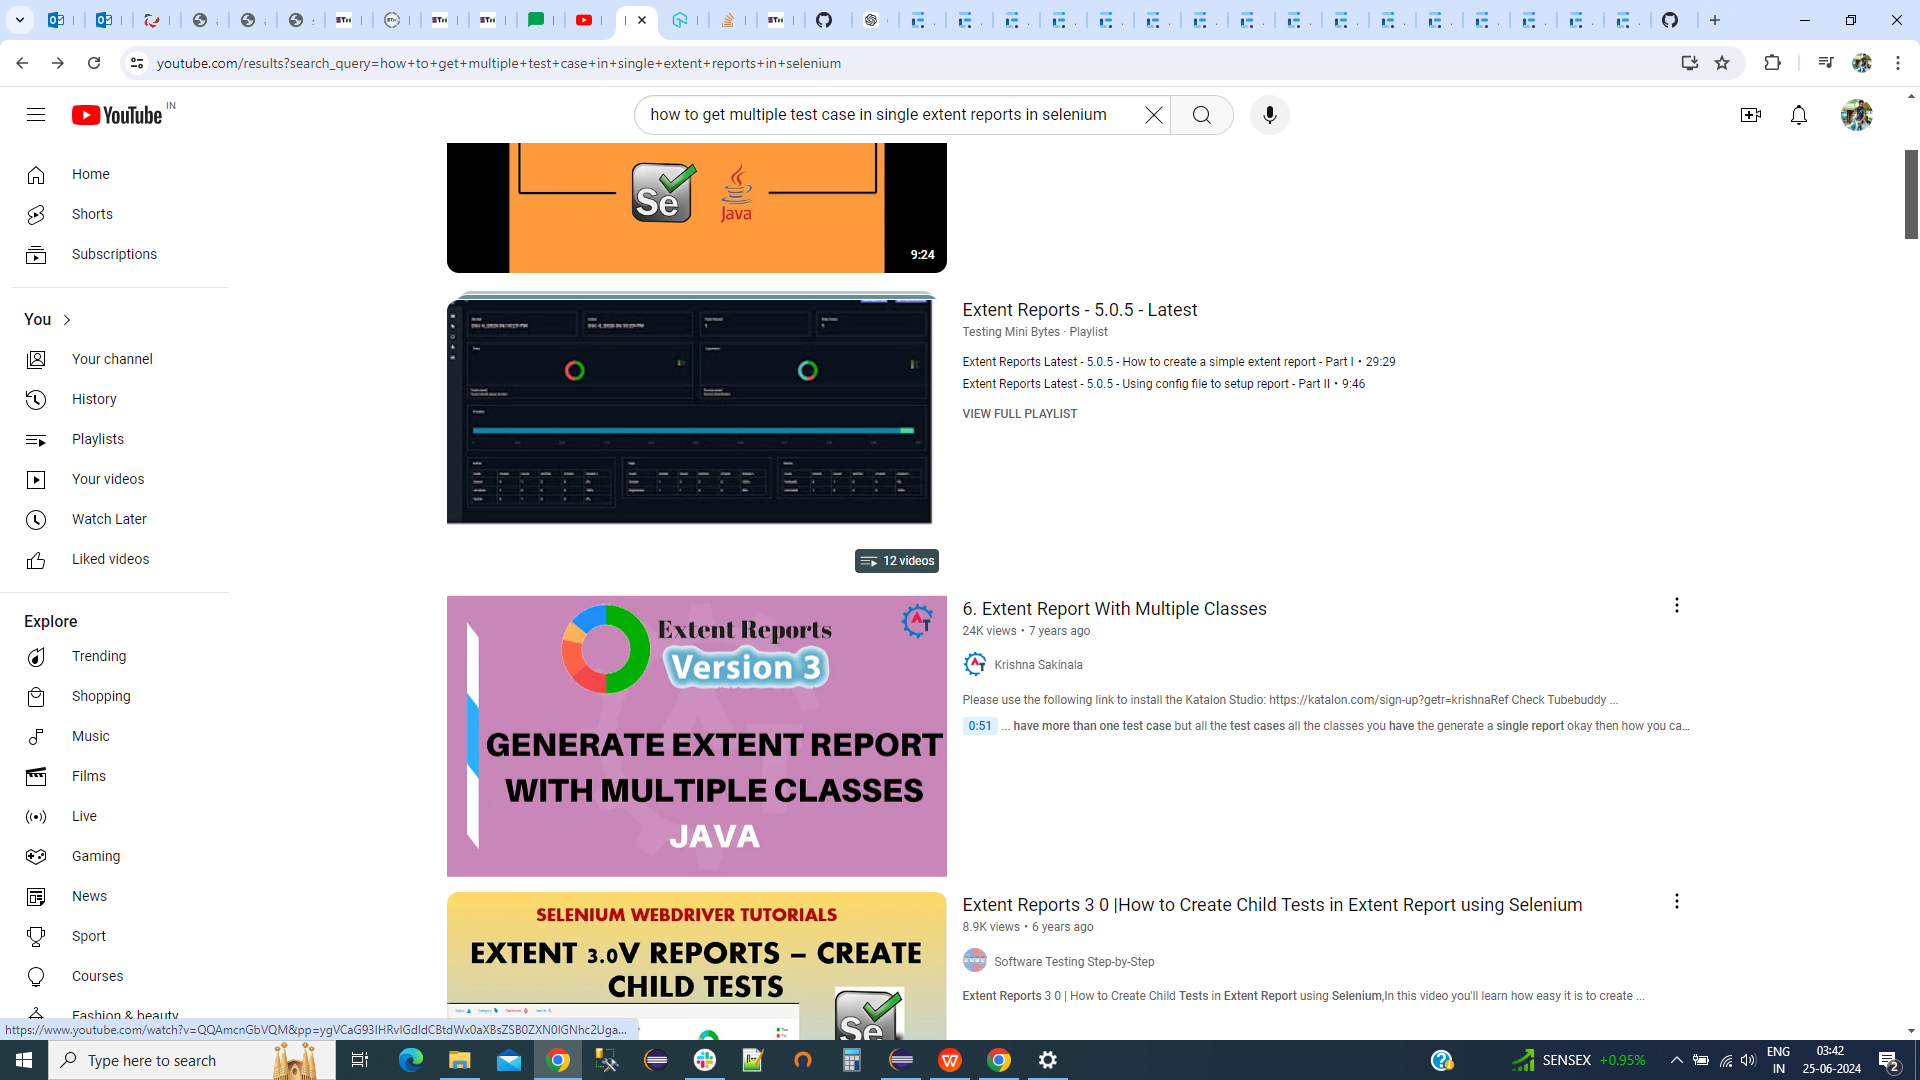 youtube.com/results?search_query=how+to+get+multiple+test+case+in+single+extent+reports+in+selenium
YouTube IN
how to get multiple test case in single extent reports in selenium
Home
Shorts
Subscriptions
You
Your channel
History
Playlists
Your videos
Watch Later
Liked videos
Explore
Trending
Shopping
Music
Films
Live
Gaming
News
Sport
Courses
Fashion & beauty
Se
Java
9:24
12 videos
Extent Reports - 5.0.5 - Latest
Testing Mini Bytes · Playlist
Extent Reports Latest - 5.0.5 - How to create a simple extent report - Part I • 29:29
Extent Reports Latest - 5.0.5 - Using config file to setup report - Part II • 9:46
VIEW FULL PLAYLIST
Extent Reports
Version 3
GENERATE EXTENT REPORT
WITH MULTIPLE CLASSES
JAVA
6. Extent Report With Multiple Classes
24K views • 7 years ago
Krishna Sakinala
Please use the following link to install the Katalon Studio: https://katalon.com/sign-up?getr=krishnaRef Check Tubebuddy ...
0:51 ... have more than one test case but all the test cases all the classes you have the generate a single report okay then how you ca...
SELENIUM WEBDRIVER TUTORIALS
EXTENT 3.0V REPORTS – CREATE
CHILD TESTS
Se
Extent Reports 3 0 |How to Create Child Tests in Extent Report using Selenium
8.9K views • 6 years ago
Software Testing Step-by-Step
Extent Reports 3 0 | How to Create Child Tests in Extent Report using Selenium,In this video you'll learn how easy it is to create ...
https://www.youtube.com/watch?v=QQAmcnGbVQM&pp=ygVCaG93IHRvIGdldCBtdWx0aXBsZSB0ZXN0IGNhc2Uga...
Type here to search
SENSEX +0.95%
ENG
IN
03:42
25-06-2024
2